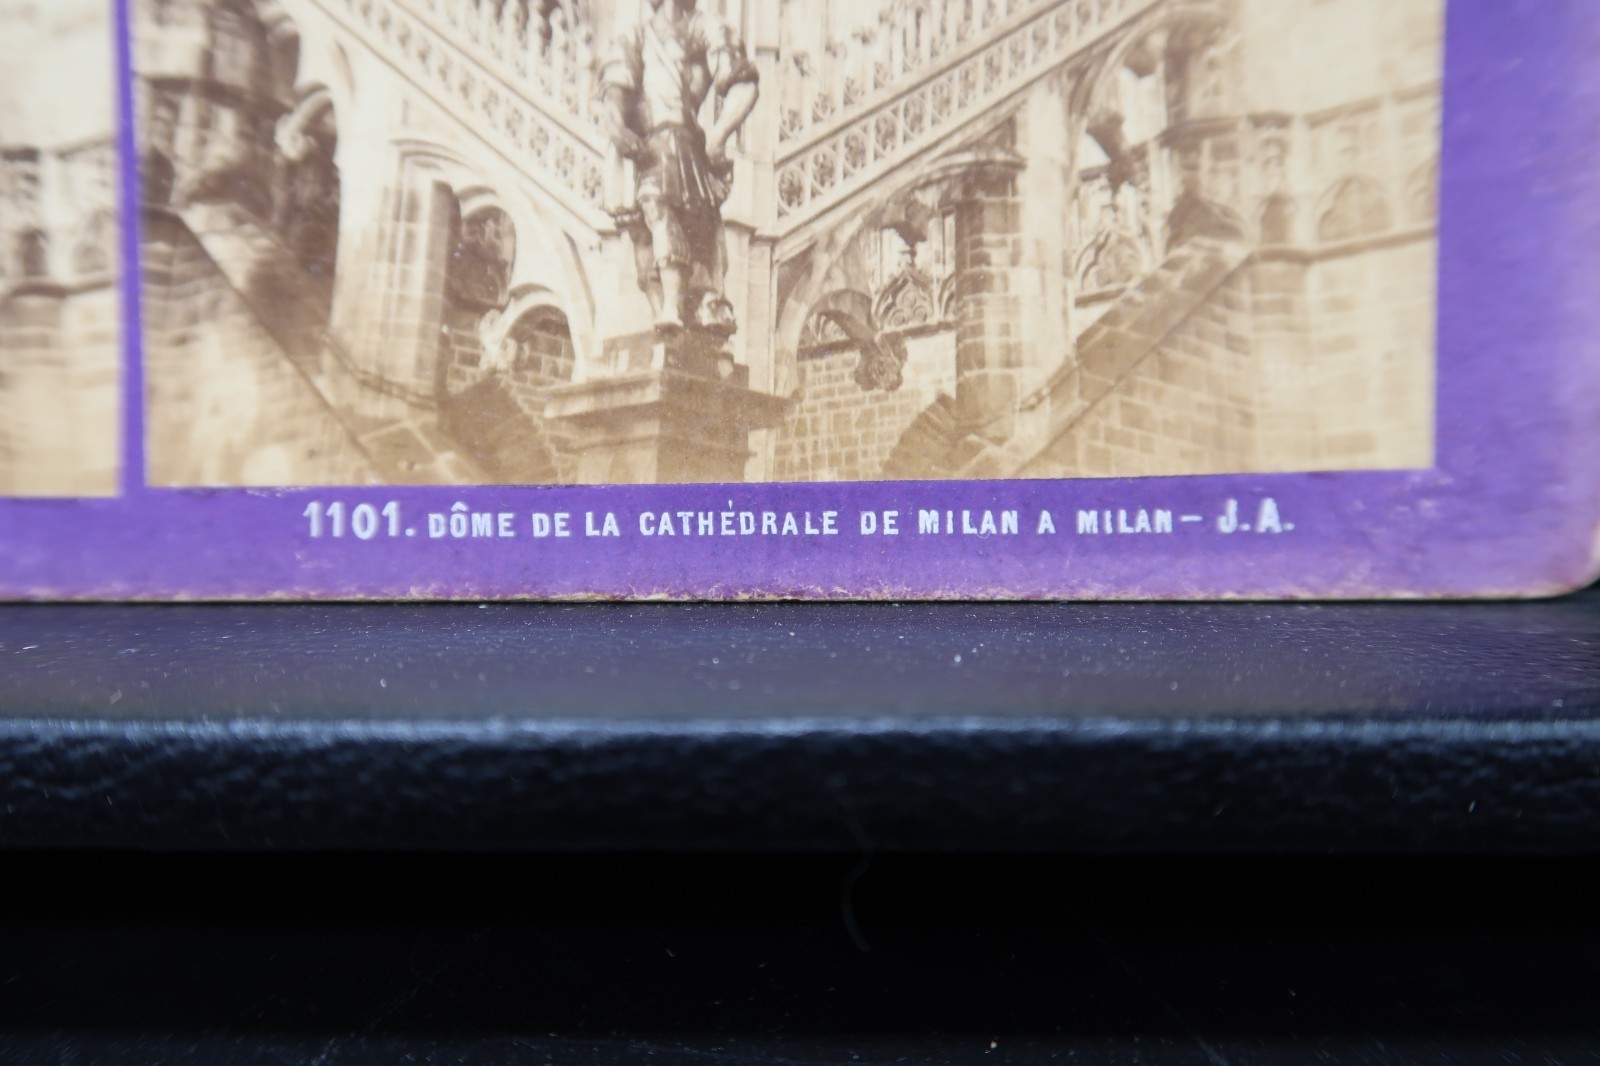 1101. DÔME DE LA CATHÉDRALE DE MILAN A MILAN — J.A.